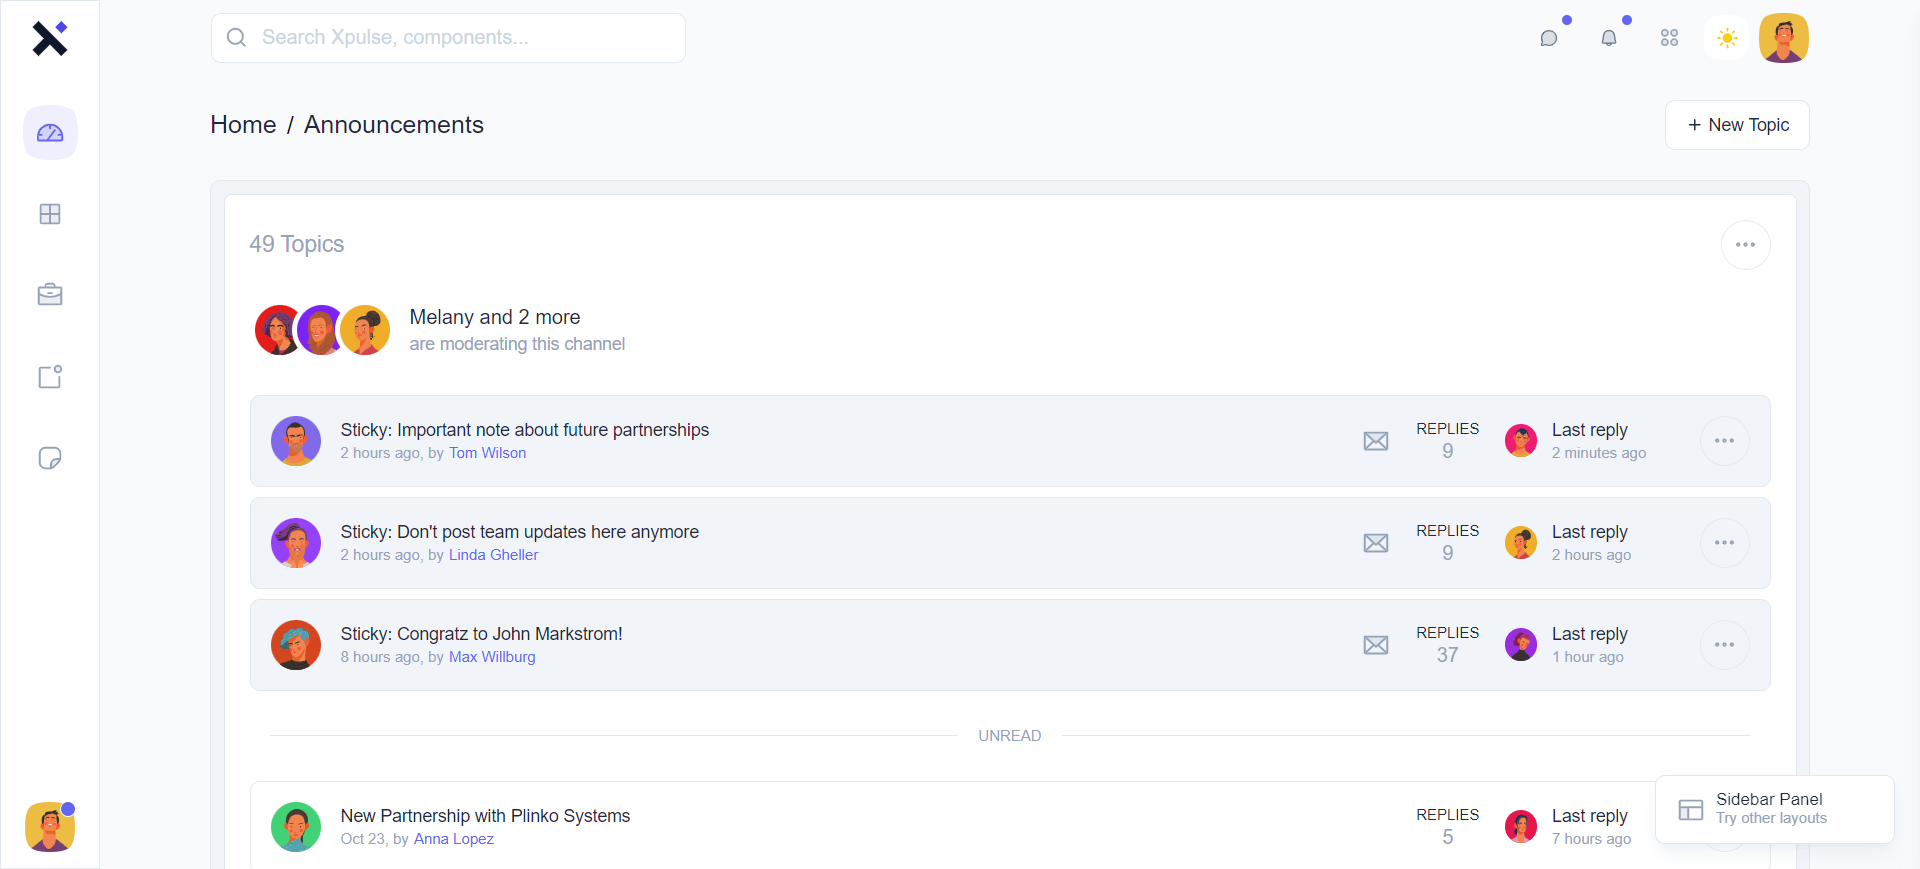 Search Xpulse, components...
Home / Announcements
+ New Topic
49 Topics
Melany and 2 more
are moderating this channel
Sticky: Important note about future partnerships
2 hours ago, by Tom Wilson
REPLIES
9
Last reply
2 minutes ago
Sticky: Don't post team updates here anymore
2 hours ago, by Linda Gheller
REPLIES
9
Last reply
2 hours ago
Sticky: Congratz to John Markstrom!
8 hours ago, by Max Willburg
REPLIES
37
Last reply
1 hour ago
UNREAD
New Partnership with Plinko Systems
Oct 23, by Anna Lopez
REPLIES
5
Last reply
7 hours ago
Sidebar Panel
Try other layouts